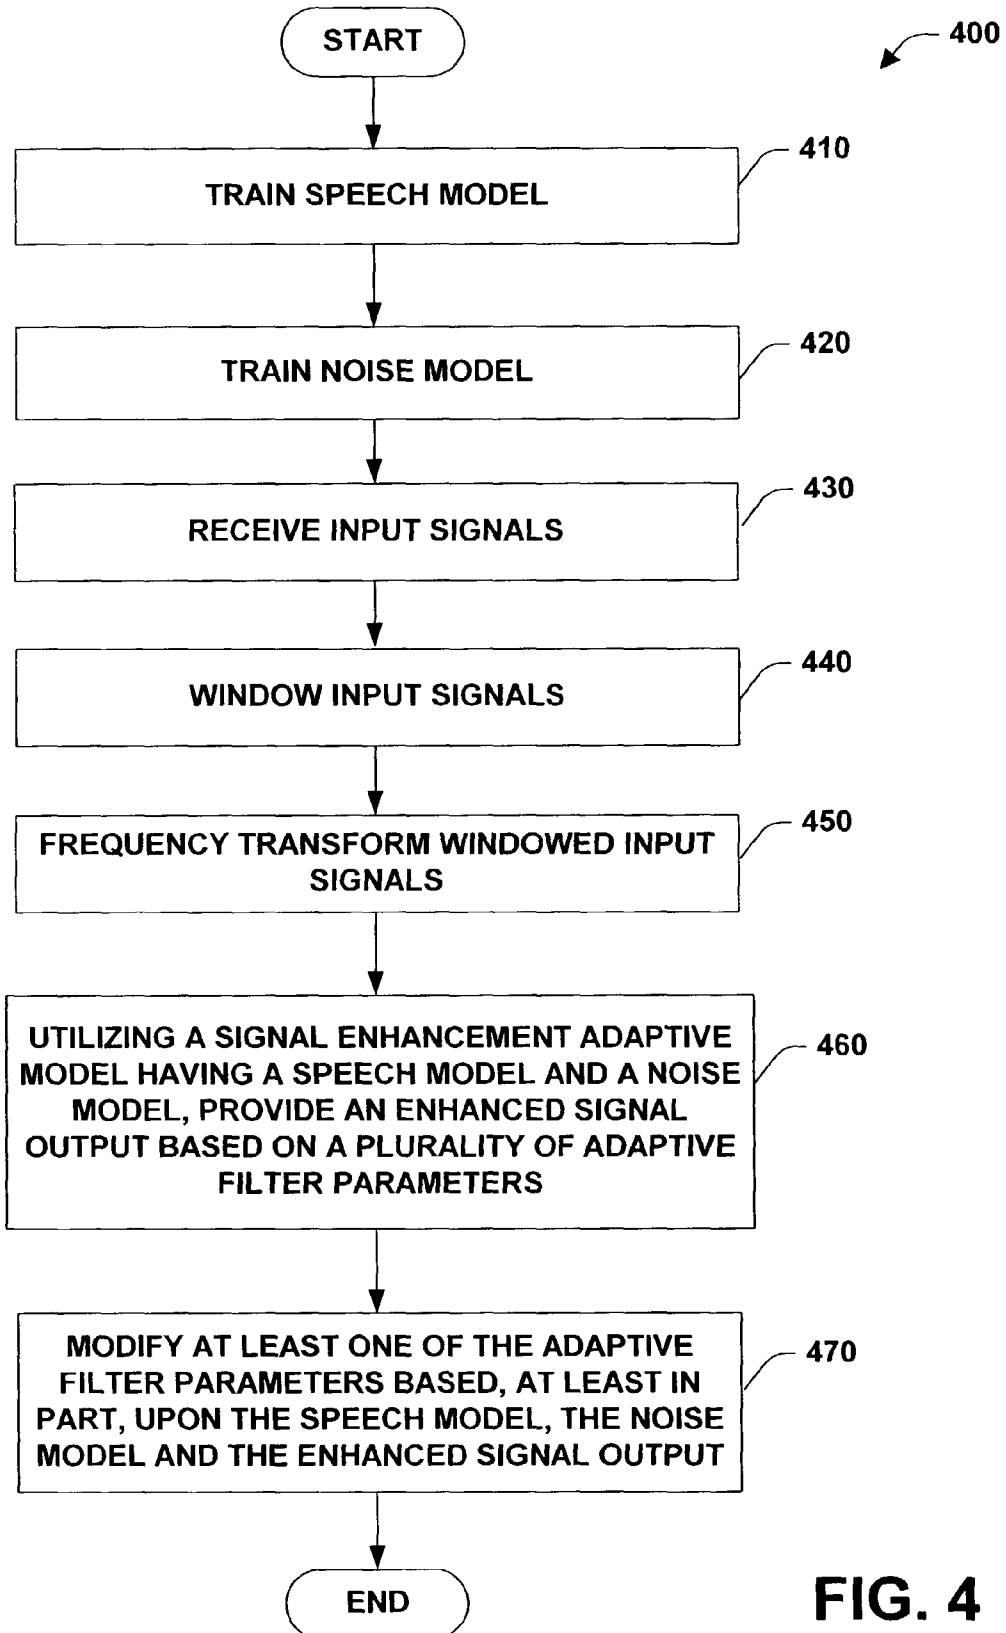 START
400
410
TRAIN SPEECH MODEL
420
TRAIN NOISE MODEL
430
RECEIVE INPUT SIGNALS
440
WINDOW INPUT SIGNALS
450
FREQUENCY TRANSFORM WINDOWED INPUT
SIGNALS
460
UTILIZING A SIGNAL ENHANCEMENT ADAPTIVE
MODEL HAVING A SPEECH MODEL AND A NOISE
MODEL, PROVIDE AN ENHANCED SIGNAL
OUTPUT BASED ON A PLURALITY OF ADAPTIVE
FILTER PARAMETERS
470
MODIFY AT LEAST ONE OF THE ADAPTIVE
FILTER PARAMETERS BASED, AT LEAST IN
PART, UPON THE SPEECH MODEL, THE NOISE
MODEL AND THE ENHANCED SIGNAL OUTPUT
END
FIG. 4